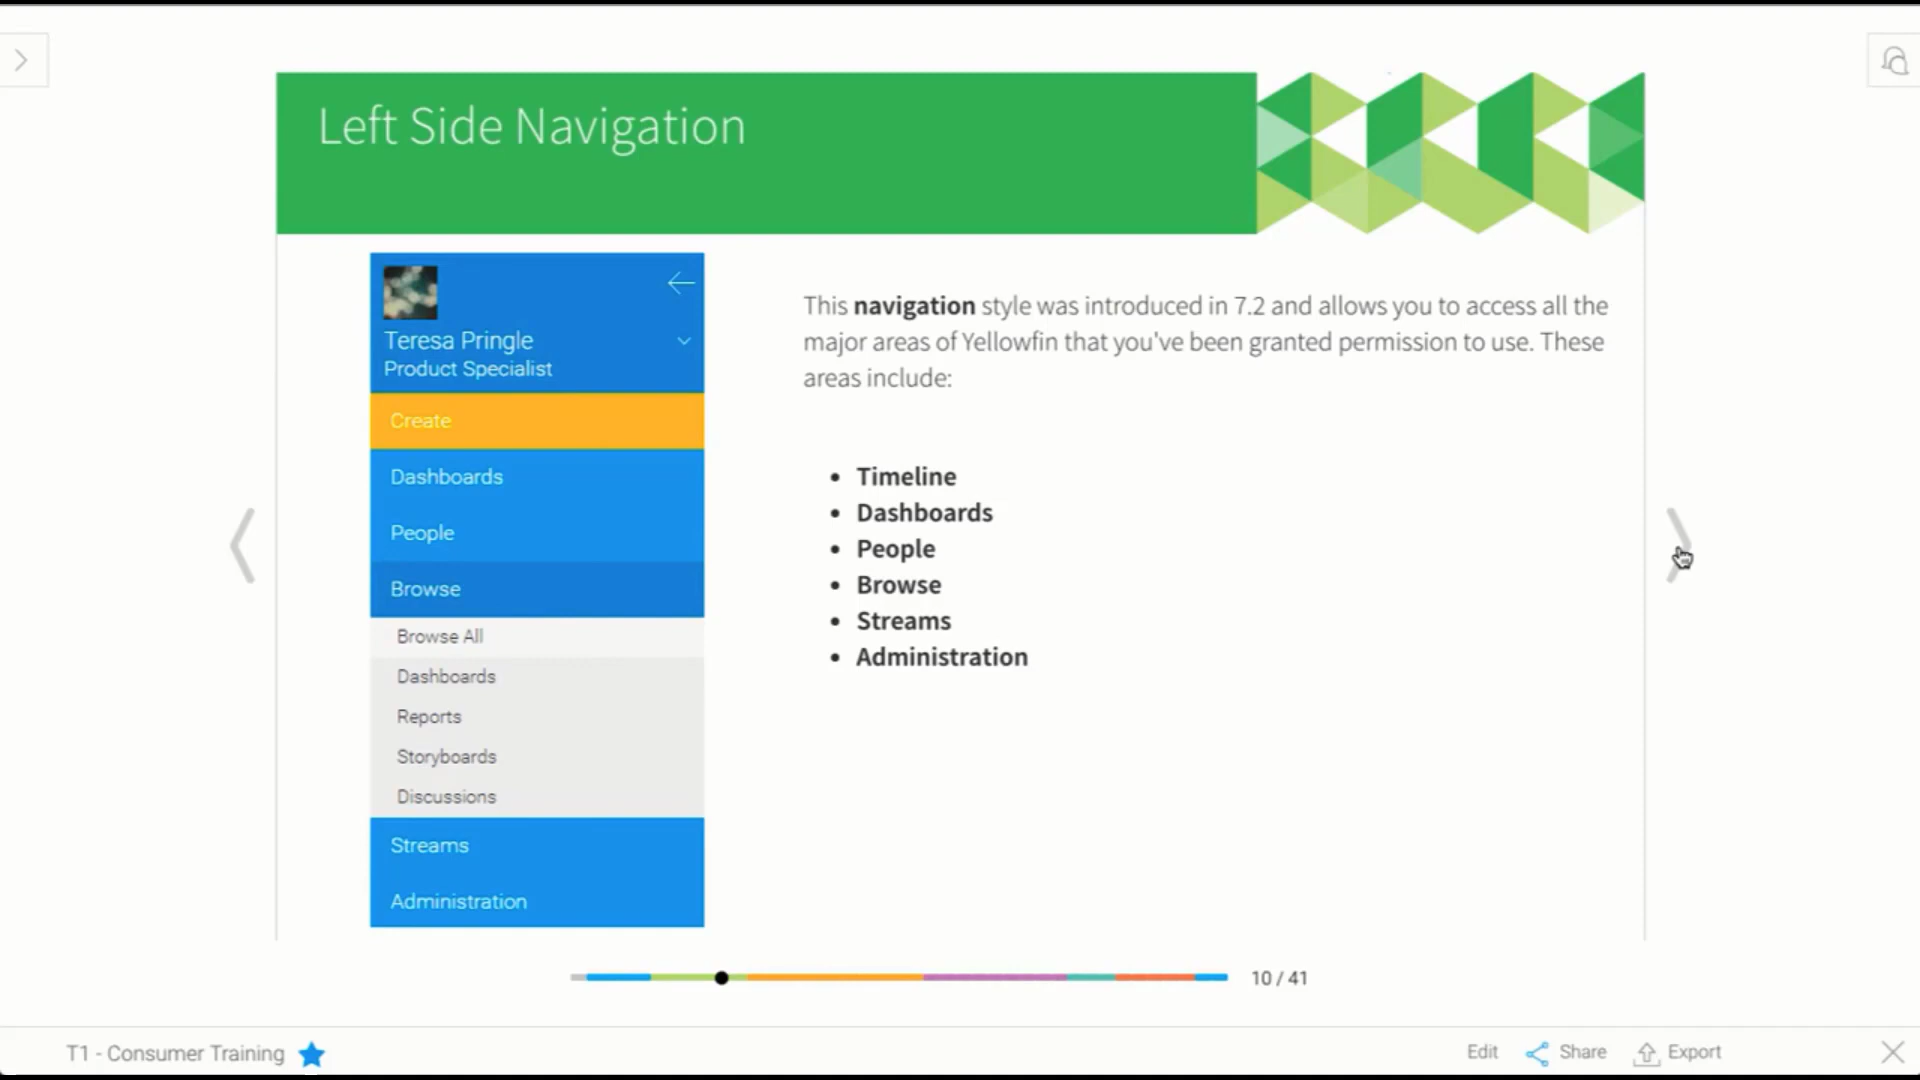 Left Side Navigation
Teresa Pringle
Product Specialist
Create
Dashboards
People
Browse
Browse All
Dashboards
Reports
Storyboards
Discussions
Streams
Administration
This navigation style was introduced in 7.2 and allows you to access all the
major areas of Yellowfin that you've been granted permission to use. These
areas include:
• Timeline
• Dashboards
• People
• Browse
• Streams
• Administration
10 / 41
T1 - Consumer Training
Edit
Share
Export